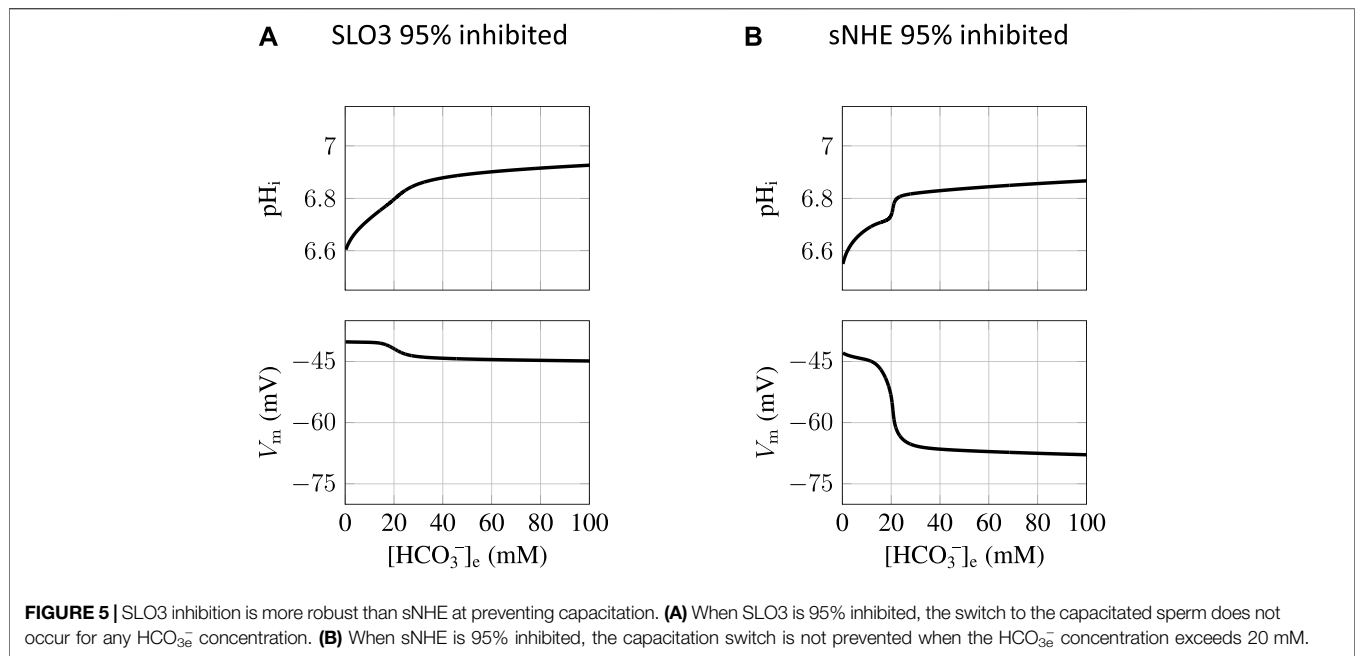 A SLO3 95% inhibited
B sNHE 95% inhibited
7
6.8
6.6
pHᵢ
7
6.8
6.6
pHᵢ
−45
−60
−75
Vₘ (mV)
0 20 40 60 80 100
[HCO₃⁻]ₑ (mM)
−45
−60
−75
Vₘ (mV)
0 20 40 60 80 100
[HCO₃⁻]ₑ (mM)
FIGURE 5 | SLO3 inhibition is more robust than sNHE at preventing capacitation. (A) When SLO3 is 95% inhibited, the switch to the capacitated sperm does not
occur for any HCO₃ₑ⁻ concentration. (B) When sNHE is 95% inhibited, the capacitation switch is not prevented when the HCO₃ₑ⁻ concentration exceeds 20 mM.